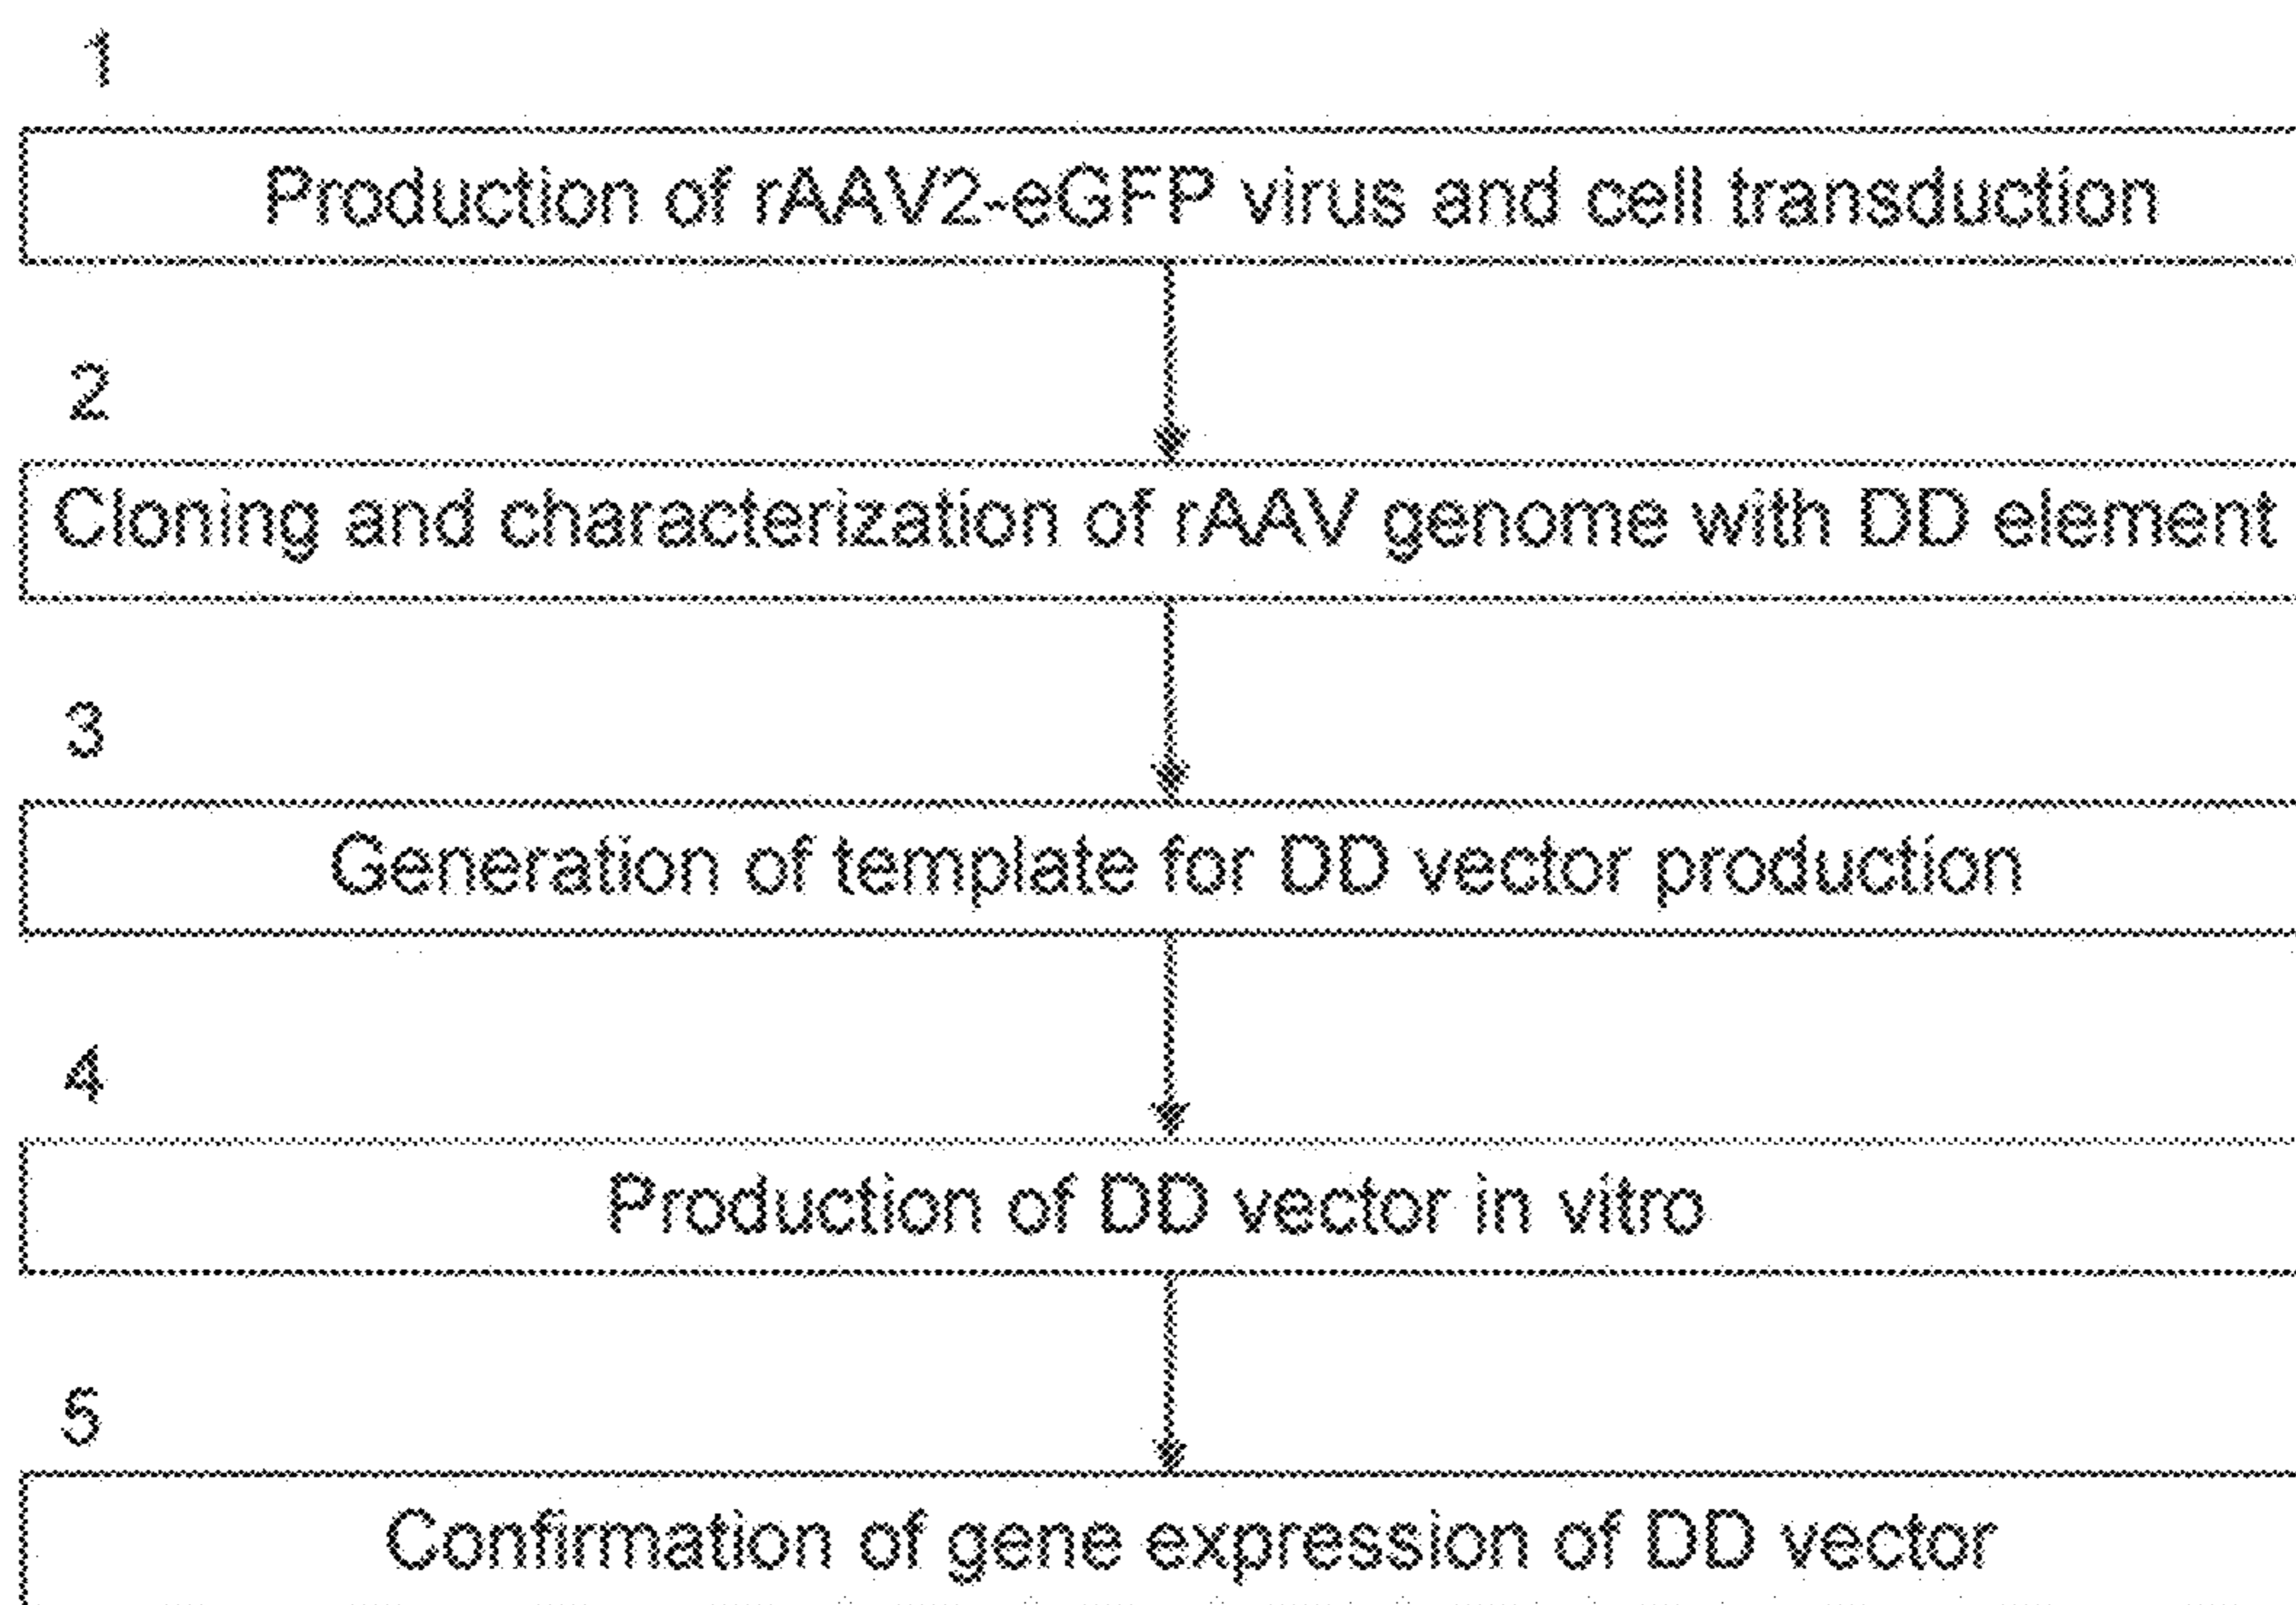 1
Production of rAAV2-eGFP virus and cell transduction
2
Cloning and characterization of rAAV genome with DD element
3
Generation of template for DD vector production
4
Production of DD vector in vitro
5
Confirmation of gene expression of DD vector